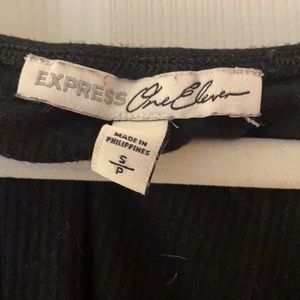 EXPRESS One Eleven
MADE IN
PHILIPPINES
S
P